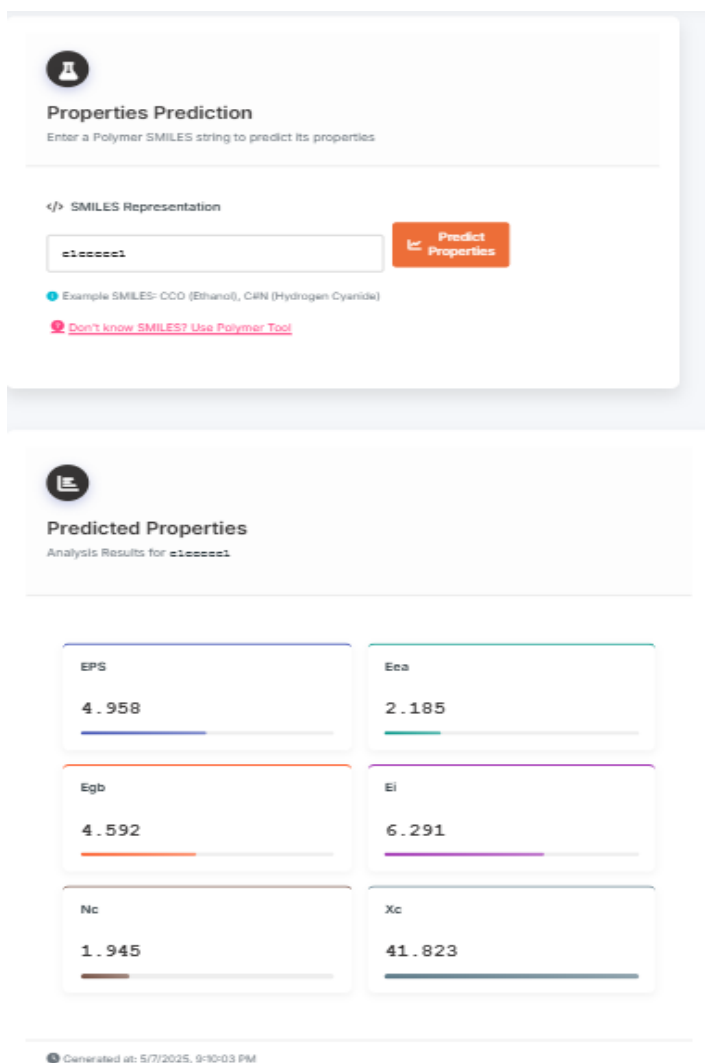 Properties Prediction
Enter a Polymer SMILES string to predict its properties
</> SMILES Representation
c1ccccc1
Predict
Properties
Example SMILES: CCO (Ethanol), C#N (Hydrogen Cyanide)
Don't know SMILES? Use Polymer Tool
Predicted Properties
Analysis Results for c1ccccc1
EPS
4.958
Eea
2.185
Egb
4.592
Ei
6.291
Nc
1.945
Xc
41.823
Generated at: 5/7/2025, 9:10:03 PM